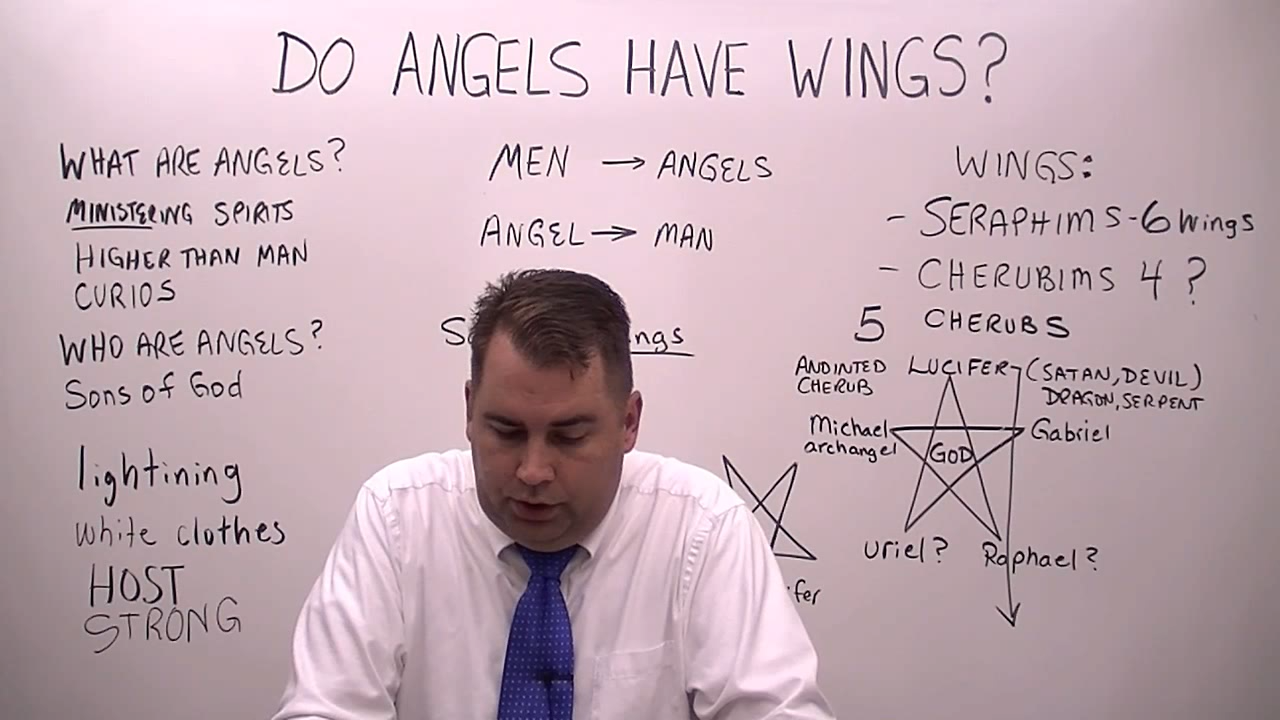 DO ANGELS HAVE WINGS?
WHAT ARE ANGELS?
MINISTERING SPIRITS
HIGHER THAN MAN
CURIOS
WHO ARE ANGELS?
Sons of God
lightining
white clothes
HOST
STRONG
MEN → ANGELS
ANGEL → MAN
WINGS:
- SERAPHIMS - 6 wings
- CHERUBIMS 4 ?
5 CHERUBS
ANOINTED
CHERUB
LUCIFER
(SATAN, DEVIL)
DRAGON, SERPENT
Michael
archangel
GOD
Gabriel
Uriel?
Raphael?